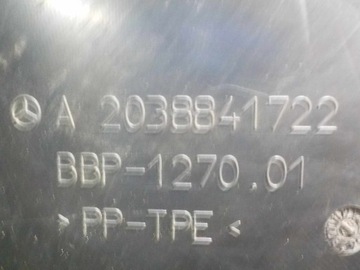 A 2038841722
BBP-1270.01
> PP-TPE <